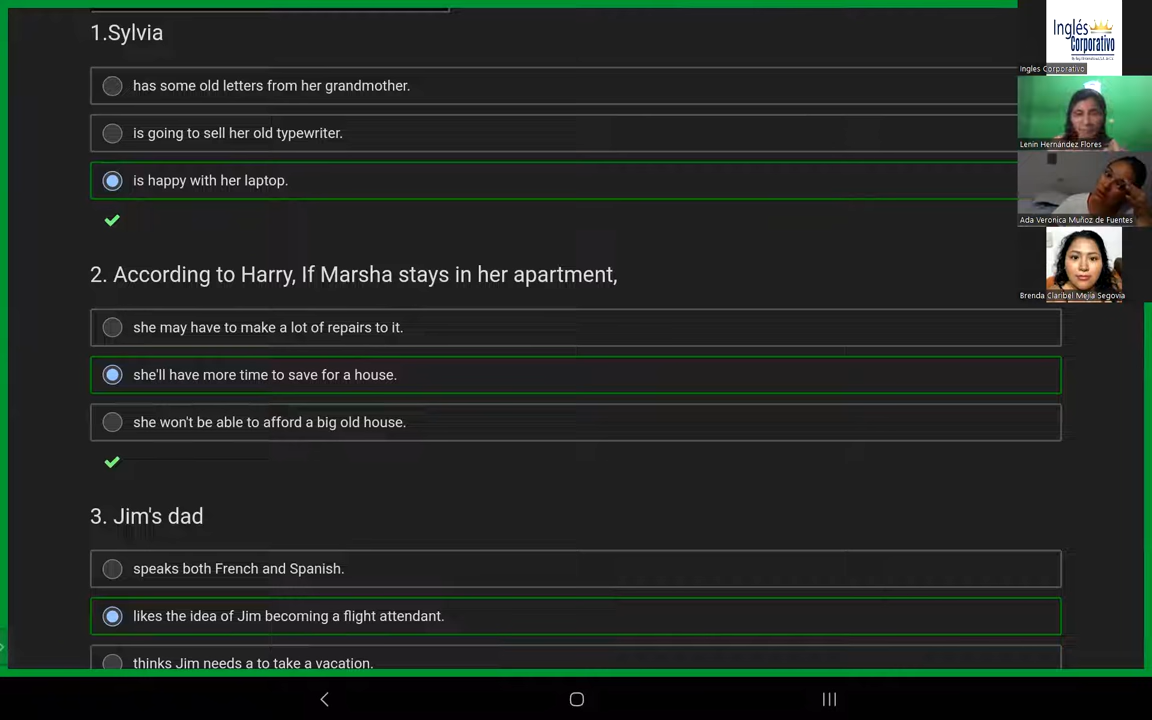 1.Sylvia
has some old letters from her grandmother.
is going to sell her old typewriter.
is happy with her laptop.
2. According to Harry, If Marsha stays in her apartment,
she may have to make a lot of repairs to it.
she'll have more time to save for a house.
she won't be able to afford a big old house.
3. Jim's dad
speaks both French and Spanish.
likes the idea of Jim becoming a flight attendant.
thinks Jim needs a to take a vacation.
Inglés
Corporativo
Ingles Corporativo
Lenin Hernández Flores
Ada Veronica Muñoz de Fuentes
Brenda Claribel Mejía Segovia